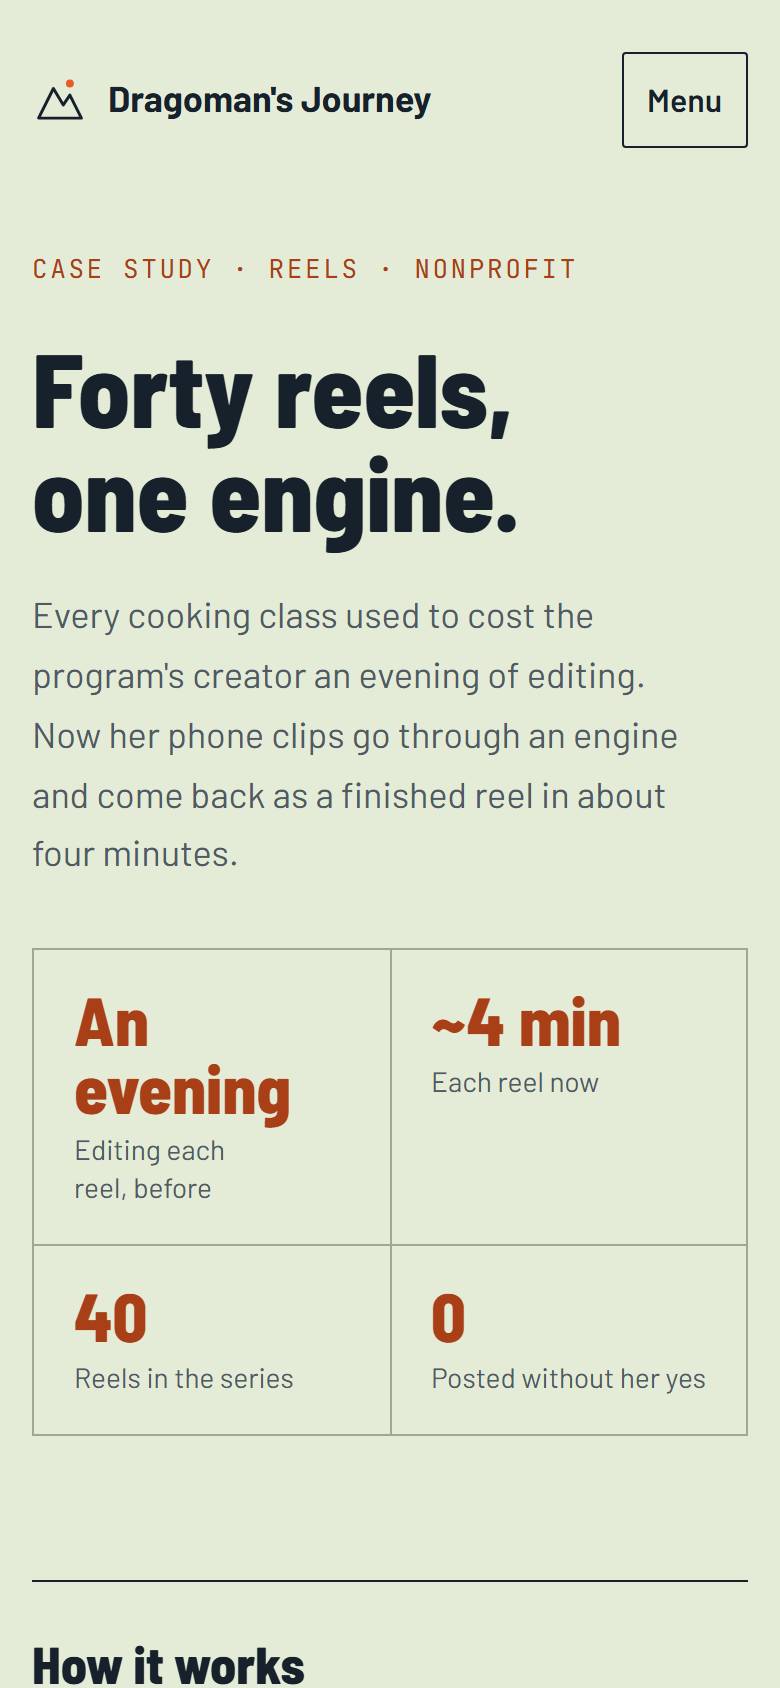 Dragoman's Journey
Menu
CASE STUDY · REELS · NONPROFIT
Forty reels,
one engine.
Every cooking class used to cost the
program's creator an evening of editing.
Now her phone clips go through an engine
and come back as a finished reel in about
four minutes.
An
evening
Editing each
reel, before
~4 min
Each reel now
40
Reels in the series
0
Posted without her yes
How it works